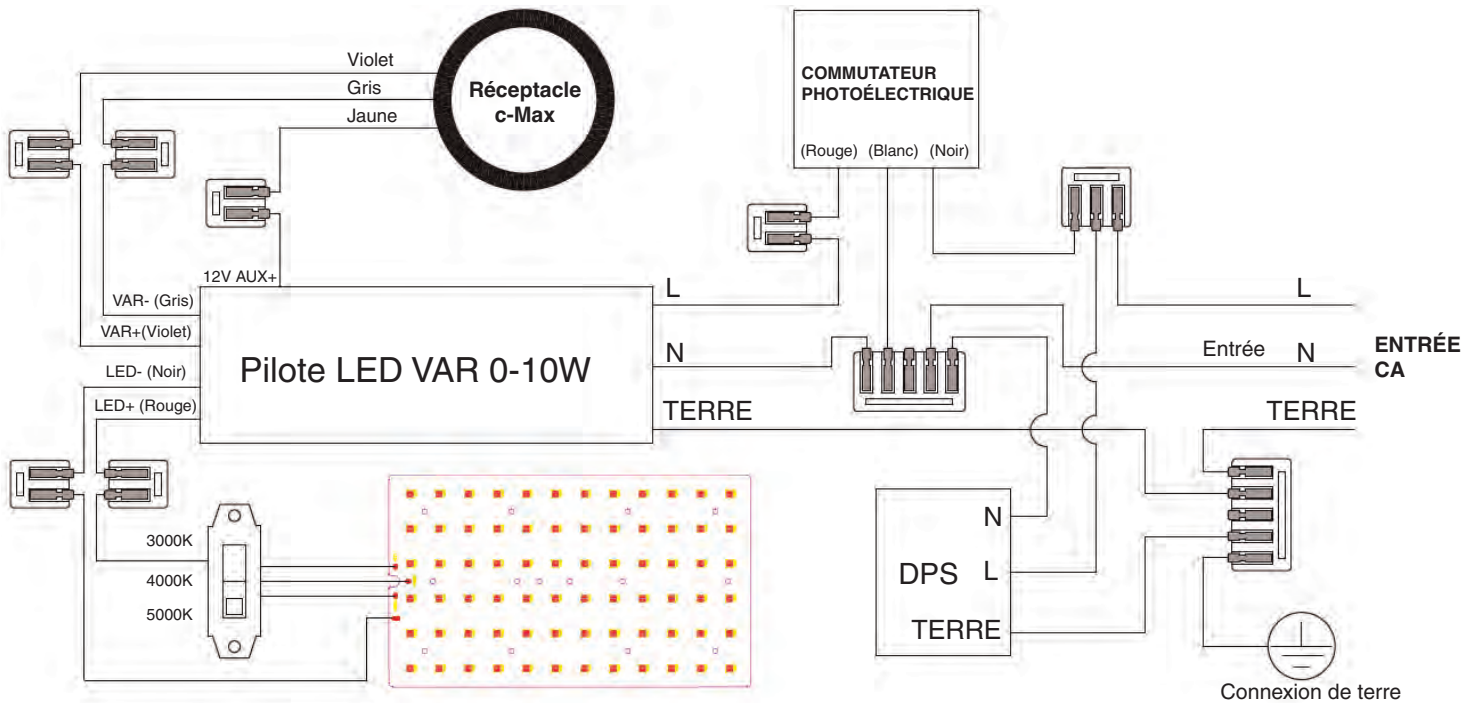 Violet
Gris
Jaune
Réceptacle
c-Max
COMMUTATEUR
PHOTOÉLECTRIQUE
(Rouge) (Blanc) (Noir)
12V AUX+
VAR- (Gris)
VAR+(Violet)
LED- (Noir)
LED+ (Rouge)
Pilote LED VAR 0-10W
L
N
TERRE
L
Entrée N
TERRE
ENTRÉE
CA
3000K
4000K
5000K
N
DPS L
TERRE
Connexion de terre